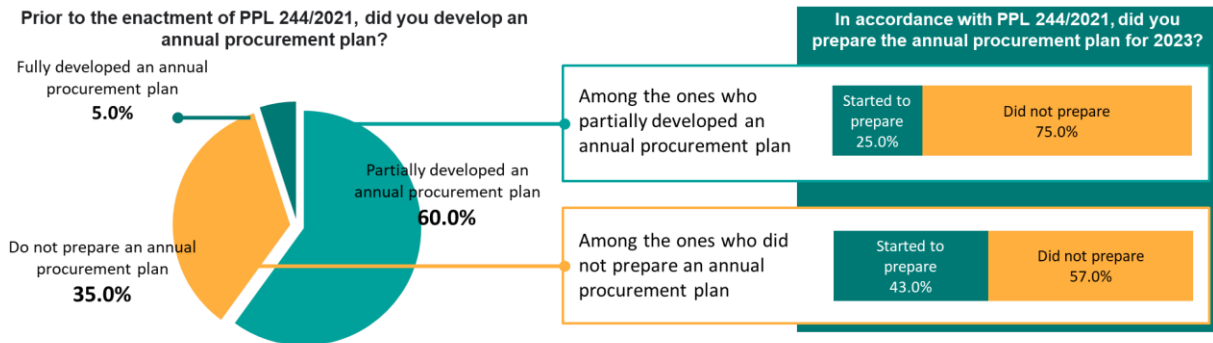 Prior to the enactment of PPL 244/2021, did you develop an
annual procurement plan?
Fully developed an annual
procurement plan
5.0%
Partially developed an
annual procurement plan
60.0%
Do not prepare an annual
procurement plan
35.0%
In accordance with PPL 244/2021, did you
prepare the annual procurement plan for 2023?
Among the ones who
partially developed an
annual procurement plan
Started to
prepare
25.0%
Did not prepare
75.0%
Among the ones who did
not prepare an annual
procurement plan
Started to
prepare
43.0%
Did not prepare
57.0%